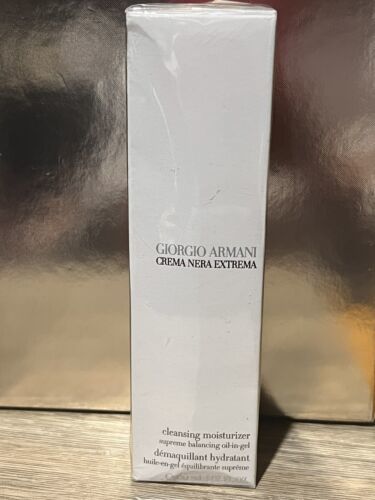 GIORGIO ARMANI
CREMA NERA EXTREMA
cleansing moisturizer
supreme balancing oil-in-gel
démaquillant hydratant
huile-en-gel équilibrante suprême